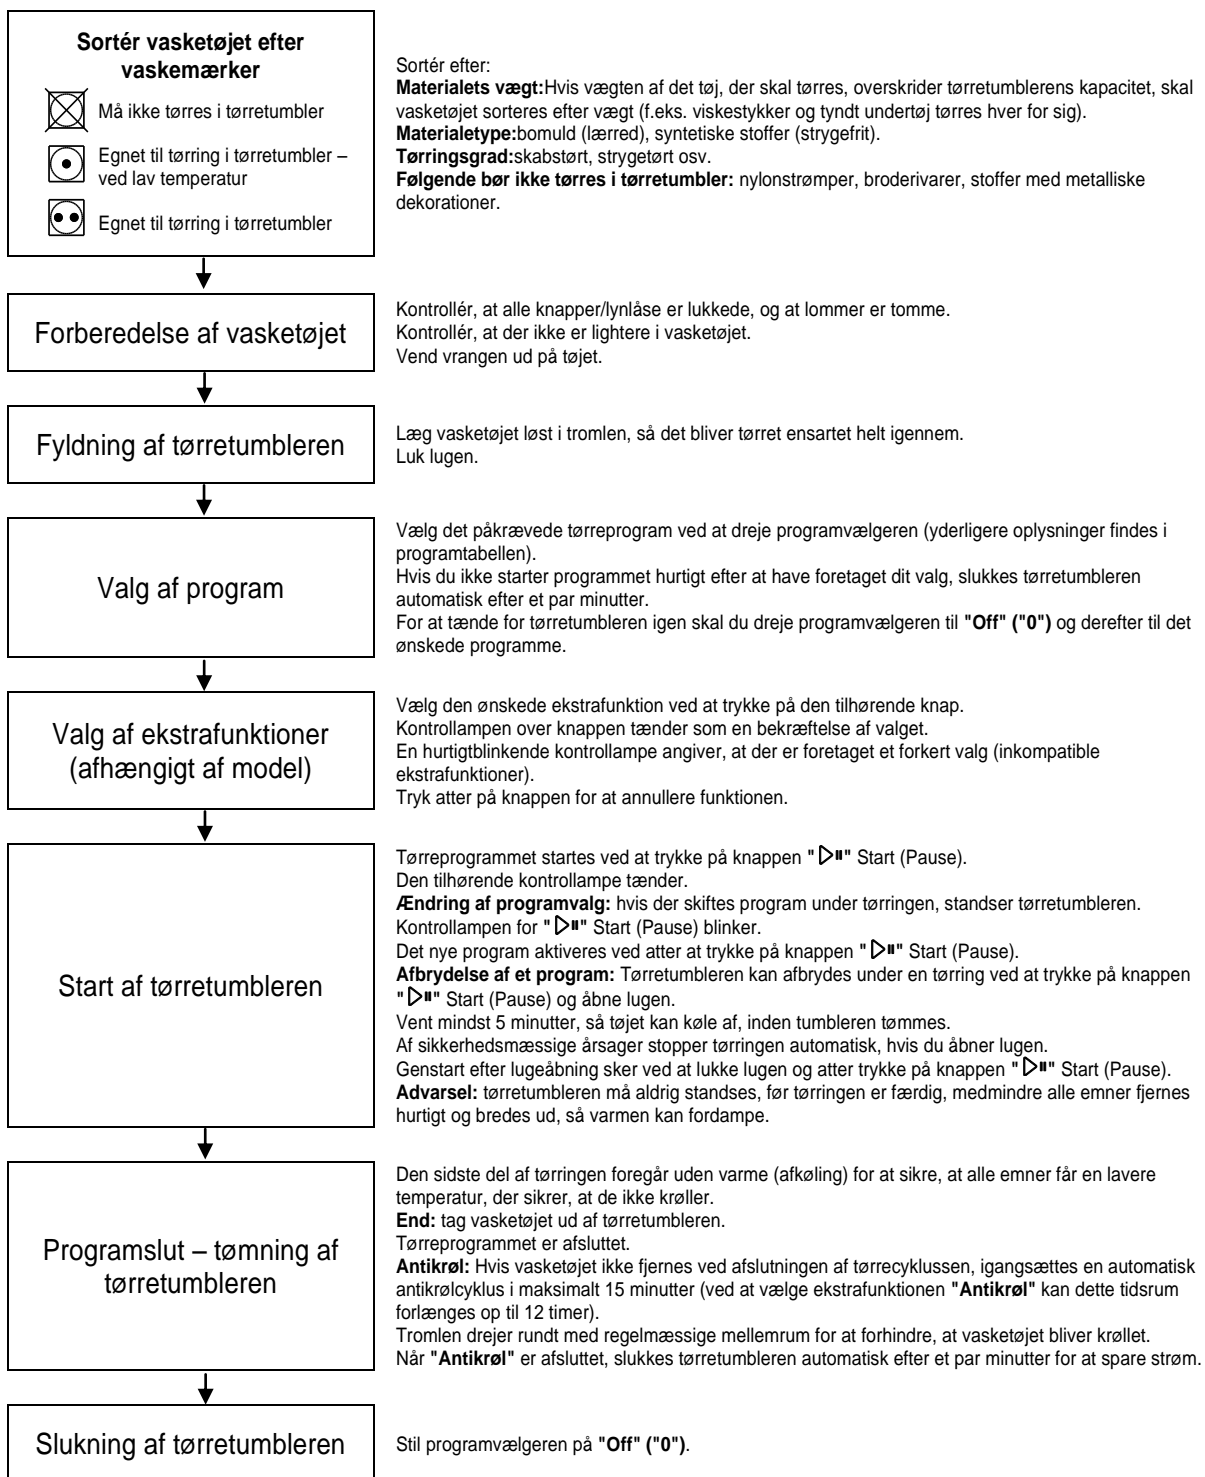 Sortér vasketøjet efter
vaskemærker
Må ikke tørres i tørretumbler
Egnet til tørring i tørretumbler –
ved lav temperatur
Egnet til tørring i tørretumbler
Sortér efter:
Materialets vægt:Hvis vægten af det tøj, der skal tørres, overskrider tørretumblerens kapacitet, skal
vasketøjet sorteres efter vægt (f.eks. viskestykker og tyndt undertøj tørres hver for sig).
Materialetype:bomuld (lærred), syntetiske stoffer (strygefrit).
Tørringsgrad:skabstørt, strygetørt osv.
Følgende bør ikke tørres i tørretumbler: nylonstrømper, broderivarer, stoffer med metalliske
dekorationer.
Forberedelse af vasketøjet
Kontrollér, at alle knapper/lynlåse er lukkede, og at lommer er tomme.
Kontrollér, at der ikke er lightere i vasketøjet.
Vend vrangen ud på tøjet.
Fyldning af tørretumbleren
Læg vasketøjet løst i tromlen, så det bliver tørret ensartet helt igennem.
Luk lugen.
Valg af program
Vælg det påkrævede tørreprogram ved at dreje programvælgeren (yderligere oplysninger findes i
programtabellen).
Hvis du ikke starter programmet hurtigt efter at have foretaget dit valg, slukkes tørretumbleren
automatisk efter et par minutter.
For at tænde for tørretumbleren igen skal du dreje programvælgeren til "Off" ("0") og derefter til det
ønskede programme.
Valg af ekstrafunktioner
(afhængigt af model)
Vælg den ønskede ekstrafunktion ved at trykke på den tilhørende knap.
Kontrollampen over knappen tænder som en bekræftelse af valget.
En hurtigtblinkende kontrollampe angiver, at der er foretaget et forkert valg (inkompatible
ekstrafunktioner).
Tryk atter på knappen for at annullere funktionen.
Start af tørretumbleren
Tørreprogrammet startes ved at trykke på knappen "▷II" Start (Pause).
Den tilhørende kontrollampe tænder.
Ændring af programvalg: hvis der skiftes program under tørringen, standser tørretumbleren.
Kontrollampen for "▷II" Start (Pause) blinker.
Det nye program aktiveres ved atter at trykke på knappen "▷II" Start (Pause).
Afbrydelse af et program: Tørretumbleren kan afbrydes under en tørring ved at trykke på knappen
"▷II" Start (Pause) og åbne lugen.
Vent mindst 5 minutter, så tøjet kan køle af, inden tumbleren tømmes.
Af sikkerhedsmæssige årsager stopper tørringen automatisk, hvis du åbner lugen.
Genstart efter lugeåbning sker ved at lukke lugen og atter trykke på knappen "▷II" Start (Pause).
Advarsel: tørretumbleren må aldrig standses, før tørringen er færdig, medmindre alle emner fjernes
hurtigt og bredes ud, så varmen kan fordampe.
Programslut – tømning af
tørretumbleren
Den sidste del af tørringen foregår uden varme (afkøling) for at sikre, at alle emner får en lavere
temperatur, der sikrer, at de ikke krøller.
End: tag vasketøjet ud af tørretumbleren.
Tørreprogrammet er afsluttet.
Antikrøl: Hvis vasketøjet ikke fjernes ved afslutningen af tørrecyklussen, igangsættes en automatisk
antikrølcyklus i maksimalt 15 minutter (ved at vælge ekstrafunktionen "Antikrøl" kan dette tidsrum
forlænges op til 12 timer).
Tromlen drejer rundt med regelmæssige mellemrum for at forhindre, at vasketøjet bliver krøllet.
Når "Antikrøl" er afsluttet, slukkes tørretumbleren automatisk efter et par minutter for at spare strøm.
Slukning af tørretumbleren
Stil programvælgeren på "Off" ("0").